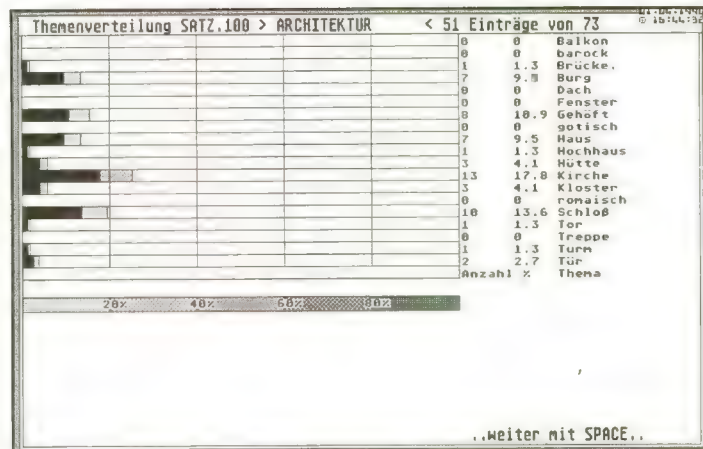 Themenverteilung SATZ.100 > ARCHITEKTUR < 51 Einträge von 73
16:44:32
0 0 Balkon
0 0 barock
1 1.3 Brücke.
7 9.5 Burg
0 0 Dach
0 0 Fenster
8 10.9 Gehöft
0 0 gotisch
7 9.5 Haus
1 1.3 Hochhaus
3 4.1 Hütte
13 17.8 Kirche
3 4.1 Kloster
0 0 romaisch
10 13.6 Schloß
1 1.3 Tor
0 0 Treppe
1 1.3 Turm
2 2.7 Tür
Anzahl % Thema
20% 40% 60% 80%
..weiter mit SPACE..